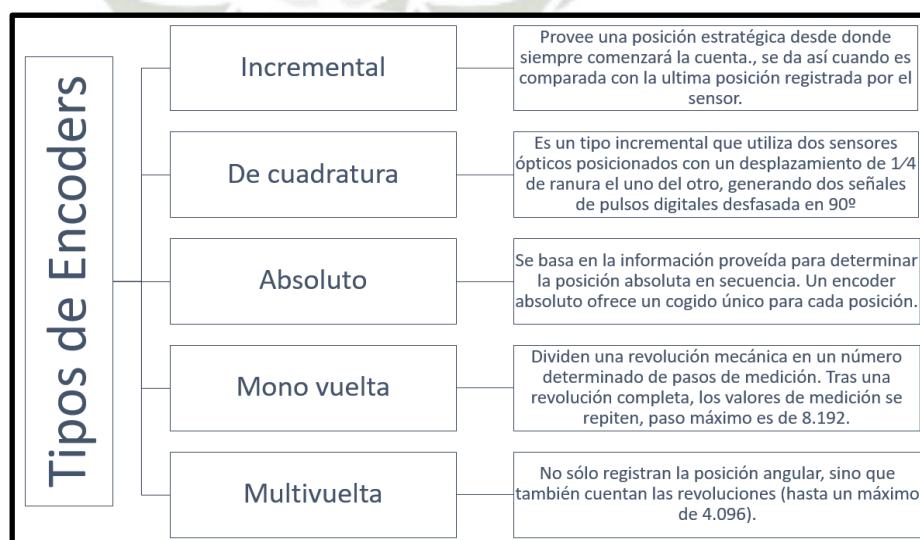 Tipos de Encoders
Incremental
Provee una posición estratégica desde donde
siempre comenzará la cuenta., se da así cuando es
comparada con la ultima posición registrada por el
sensor.
De cuadratura
Es un tipo incremental que utiliza dos sensores
ópticos posicionados con un desplazamiento de 1⁄4
de ranura el uno del otro, generando dos señales
de pulsos digitales desfasada en 90º
Absoluto
Se basa en la información proveída para determinar
la posición absoluta en secuencia. Un encoder
absoluto ofrece un cogido único para cada posición.
Mono vuelta
Dividen una revolución mecánica en un número
determinado de pasos de medición. Tras una
revolución completa, los valores de medición se
repiten, paso máximo es de 8.192.
Multivuelta
No sólo registran la posición angular, sino que
también cuentan las revoluciones (hasta un máximo
de 4.096).